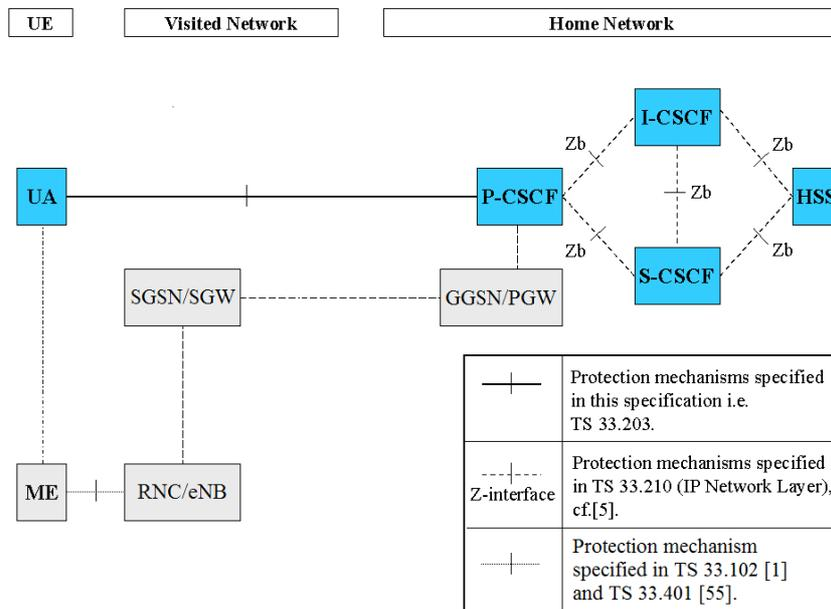 UE
Visited Network
Home Network
I-CSCF
Zb
Zb
UA
P-CSCF
Zb
HSS
Zb
Zb
S-CSCF
SGSN/SGW
GGSN/PGW
Protection mechanisms specified
in this specification i.e.
TS 33.203.
ME
RNC/eNB
Z-interface
Protection mechanisms specified
in TS 33.210 (IP Network Layer),
cf.[5].
Protection mechanism
specified in TS 33.102 [1]
and TS 33.401 [55].